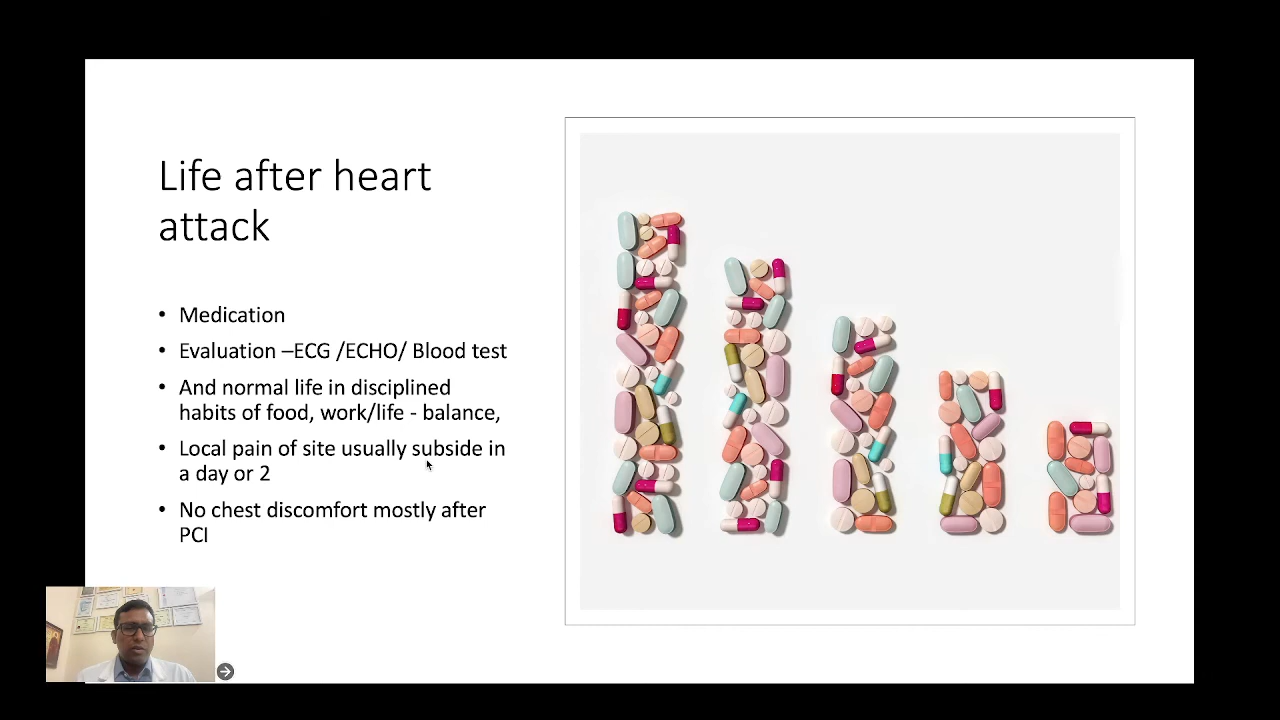 Life after heart
attack
• Medication
• Evaluation –ECG /ECHO/ Blood test
• And normal life in disciplined
habits of food, work/life - balance,
• Local pain of site usually subside in
a day or 2
• No chest discomfort mostly after
PCI